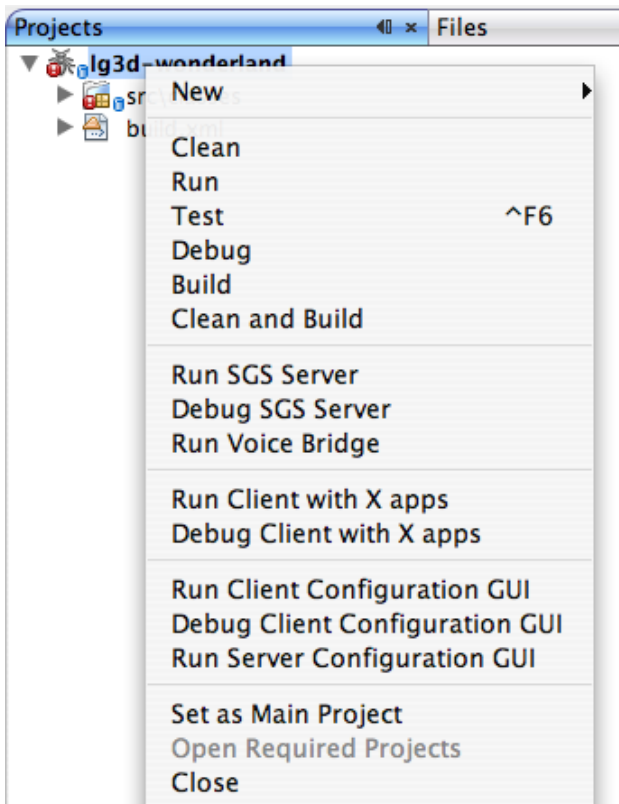 Projects
Files
lg3d-wonderland
New
Clean
Run
Test ^F6
Debug
Build
Clean and Build
Run SGS Server
Debug SGS Server
Run Voice Bridge
Run Client with X apps
Debug Client with X apps
Run Client Configuration GUI
Debug Client Configuration GUI
Run Server Configuration GUI
Set as Main Project
Open Required Projects
Close